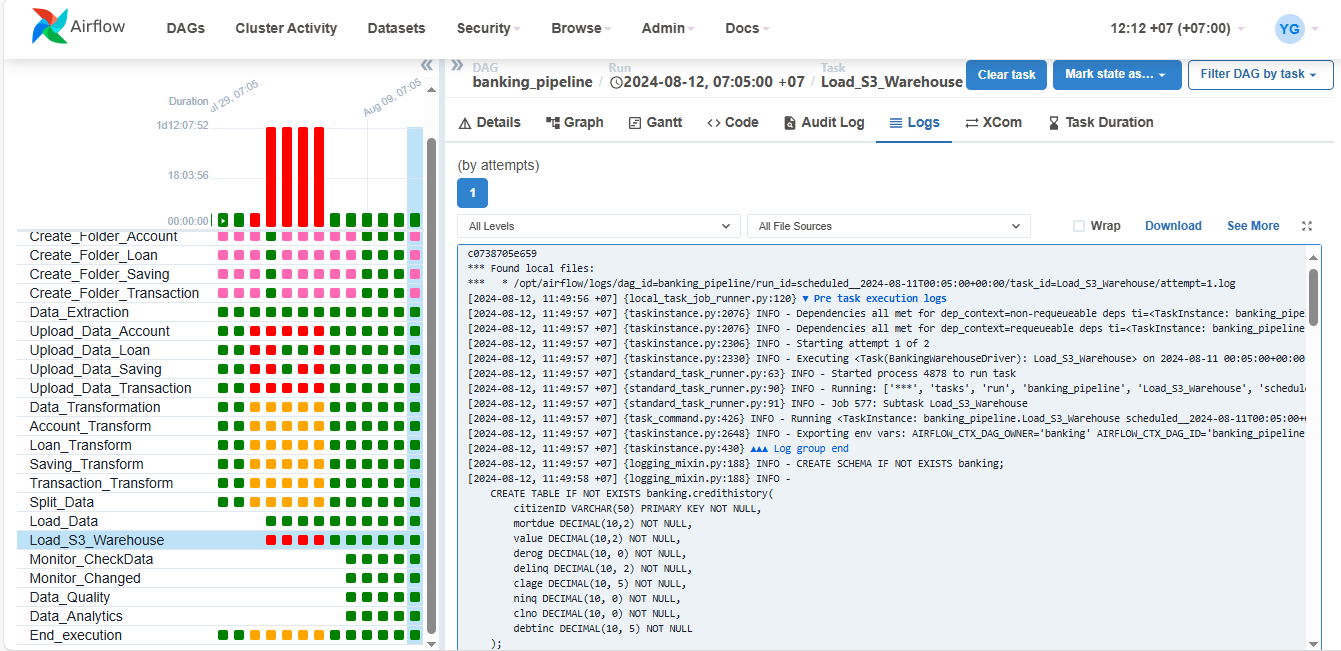 Airflow
DAGs
Cluster Activity
Datasets
Security
Browse
Admin
Docs
12:12 +07 (+07:00)
YG
DAG
banking_pipeline
/
Run
2024-08-12, 07:05:00 +07
/
Task
Load_S3_Warehouse
Clear task
Mark state as...
Filter DAG by task
Duration
ul 29, 07:05
Aug 09, 07:05
1d12:07:52
18:03:56
00:00:00
Create_Folder_Account
Create_Folder_Loan
Create_Folder_Saving
Create_Folder_Transaction
Data_Extraction
Upload_Data_Account
Upload_Data_Loan
Upload_Data_Saving
Upload_Data_Transaction
Data_Transformation
Account_Transform
Loan_Transform
Saving_Transform
Transaction_Transform
Split_Data
Load_Data
Load_S3_Warehouse
Monitor_CheckData
Monitor_Changed
Data_Quality
Data_Analytics
End_execution
Details
Graph
Gantt
Code
Audit Log
Logs
XCom
Task Duration
(by attempts)
1
All Levels
All File Sources
Wrap
Download
See More
c0738705e659
*** Found local files:
***   * /opt/airflow/logs/dag_id=banking_pipeline/run_id=scheduled__2024-08-11T00:05:00+00:00/task_id=Load_S3_Warehouse/attempt=1.log
[2024-08-12, 11:49:56 +07] {local_task_job_runner.py:120} ▼ Pre task execution logs
[2024-08-12, 11:49:57 +07] {taskinstance.py:2076} INFO - Dependencies all met for dep_context=non-requeueable deps ti=<TaskInstance: banking_pipe
[2024-08-12, 11:49:57 +07] {taskinstance.py:2076} INFO - Dependencies all met for dep_context=requeueable deps ti=<TaskInstance: banking_pipeline
[2024-08-12, 11:49:57 +07] {taskinstance.py:2306} INFO - Starting attempt 1 of 2
[2024-08-12, 11:49:57 +07] {taskinstance.py:2330} INFO - Executing <Task(BankingWarehouseDriver): Load_S3_Warehouse> on 2024-08-11 00:05:00+00:00
[2024-08-12, 11:49:57 +07] {standard_task_runner.py:63} INFO - Started process 4878 to run task
[2024-08-12, 11:49:57 +07] {standard_task_runner.py:90} INFO - Running: ['***', 'tasks', 'run', 'banking_pipeline', 'Load_S3_Warehouse', 'schedul
[2024-08-12, 11:49:57 +07] {standard_task_runner.py:91} INFO - Job 577: Subtask Load_S3_Warehouse
[2024-08-12, 11:49:57 +07] {task_command.py:426} INFO - Running <TaskInstance: banking_pipeline.Load_S3_Warehouse scheduled__2024-08-11T00:05:00+
[2024-08-12, 11:49:57 +07] {taskinstance.py:2648} INFO - Exporting env vars: AIRFLOW_CTX_DAG_OWNER='banking' AIRFLOW_CTX_DAG_ID='banking_pipeline
[2024-08-12, 11:49:57 +07] {taskinstance.py:430} ▲▲▲ Log group end
[2024-08-12, 11:49:57 +07] {logging_mixin.py:188} INFO - CREATE SCHEMA IF NOT EXISTS banking;
[2024-08-12, 11:49:58 +07] {logging_mixin.py:188} INFO -
CREATE TABLE IF NOT EXISTS banking.credithistory(
citizenID VARCHAR(50) PRIMARY KEY NOT NULL,
mortdue DECIMAL(10,2) NOT NULL,
value DECIMAL(10,2) NOT NULL,
derog DECIMAL(10, 0) NOT NULL,
delinq DECIMAL(10, 2) NOT NULL,
clage DECIMAL(10, 5) NOT NULL,
ninq DECIMAL(10, 0) NOT NULL,
clno DECIMAL(10, 0) NOT NULL,
debtinc DECIMAL(10, 5) NOT NULL
);